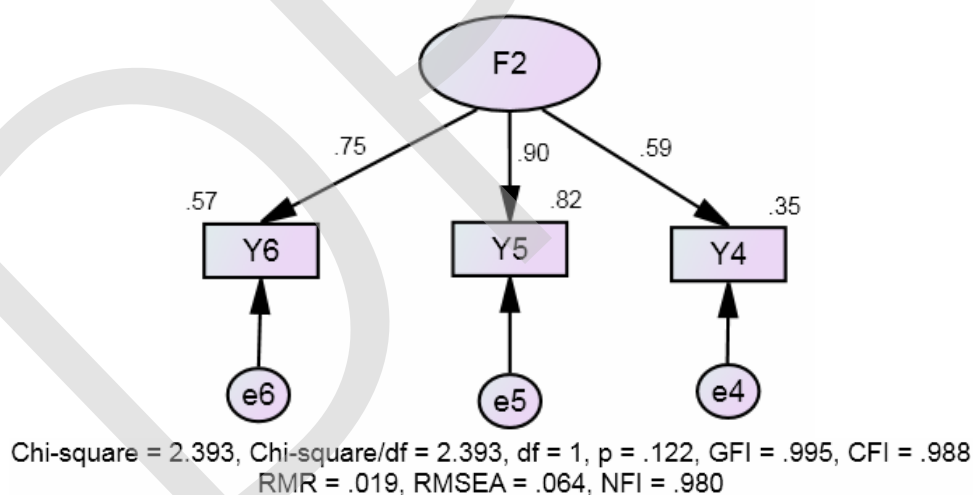 F2
.75
.90
.59
.57
.82
.35
Y6
Y5
Y4
e6
e5
e4
Chi-square = 2.393, Chi-square/df = 2.393, df = 1, p = .122, GFI = .995, CFI = .988
RMR = .019, RMSEA = .064, NFI = .980